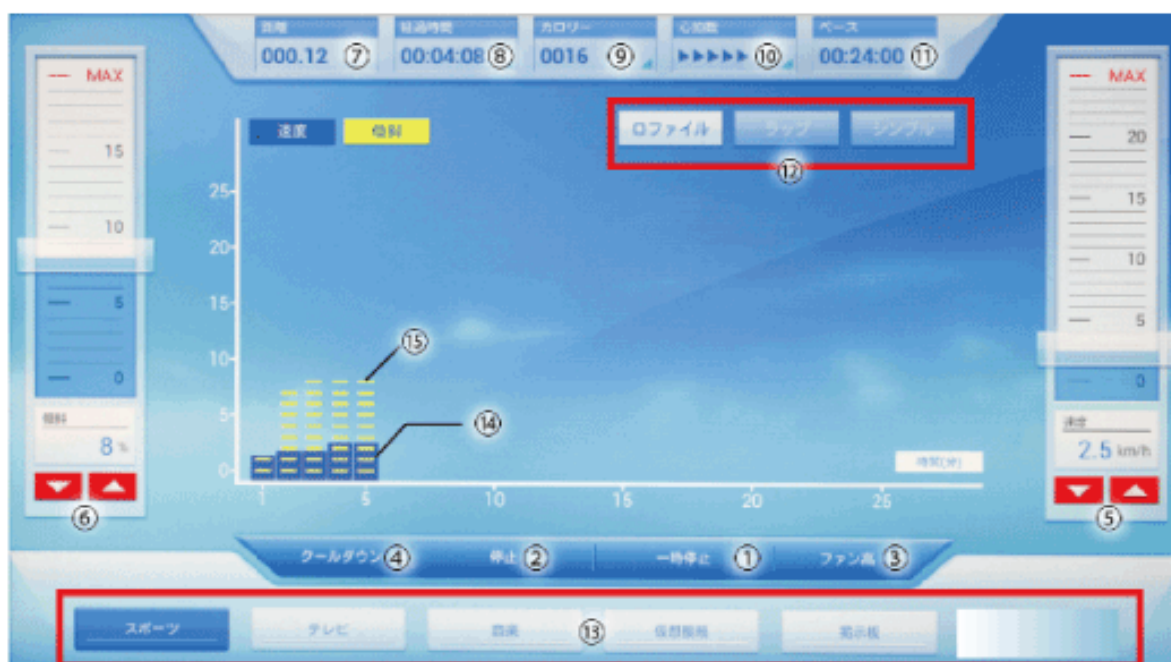 距離
経過時間
カロリー
心拍数
ペース
000.12 ⑦
00:04:08 ⑧
0016 ⑨
⑩
00:24:00 ⑪
速度
傾斜
ロファイル
ラップ
シンプル
⑫
MAX
15
10
5
0
傾斜
8 %
⑥
MAX
20
15
10
5
0
速度
2.5 km/h
⑤
25
20
15
10
5
0
⑮
⑭
時間(分)
1
5
10
15
20
25
クールダウン ④
停止 ②
一時停止 ①
ファン高 ③
スポーツ
テレビ
音楽
⑬
掲示板